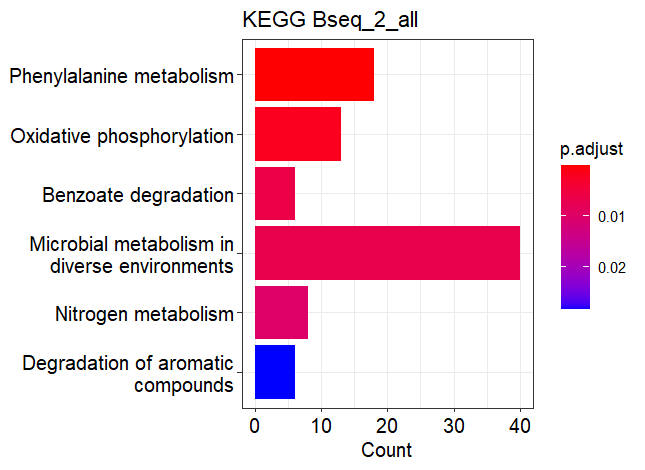 KEGG Bseq_2_all
Phenylalanine metabolism
Oxidative phosphorylation
Benzoate degradation
Microbial metabolism in
diverse environments
Nitrogen metabolism
Degradation of aromatic
compounds
0 10 20 30 40
Count
p.adjust
0.01
0.02